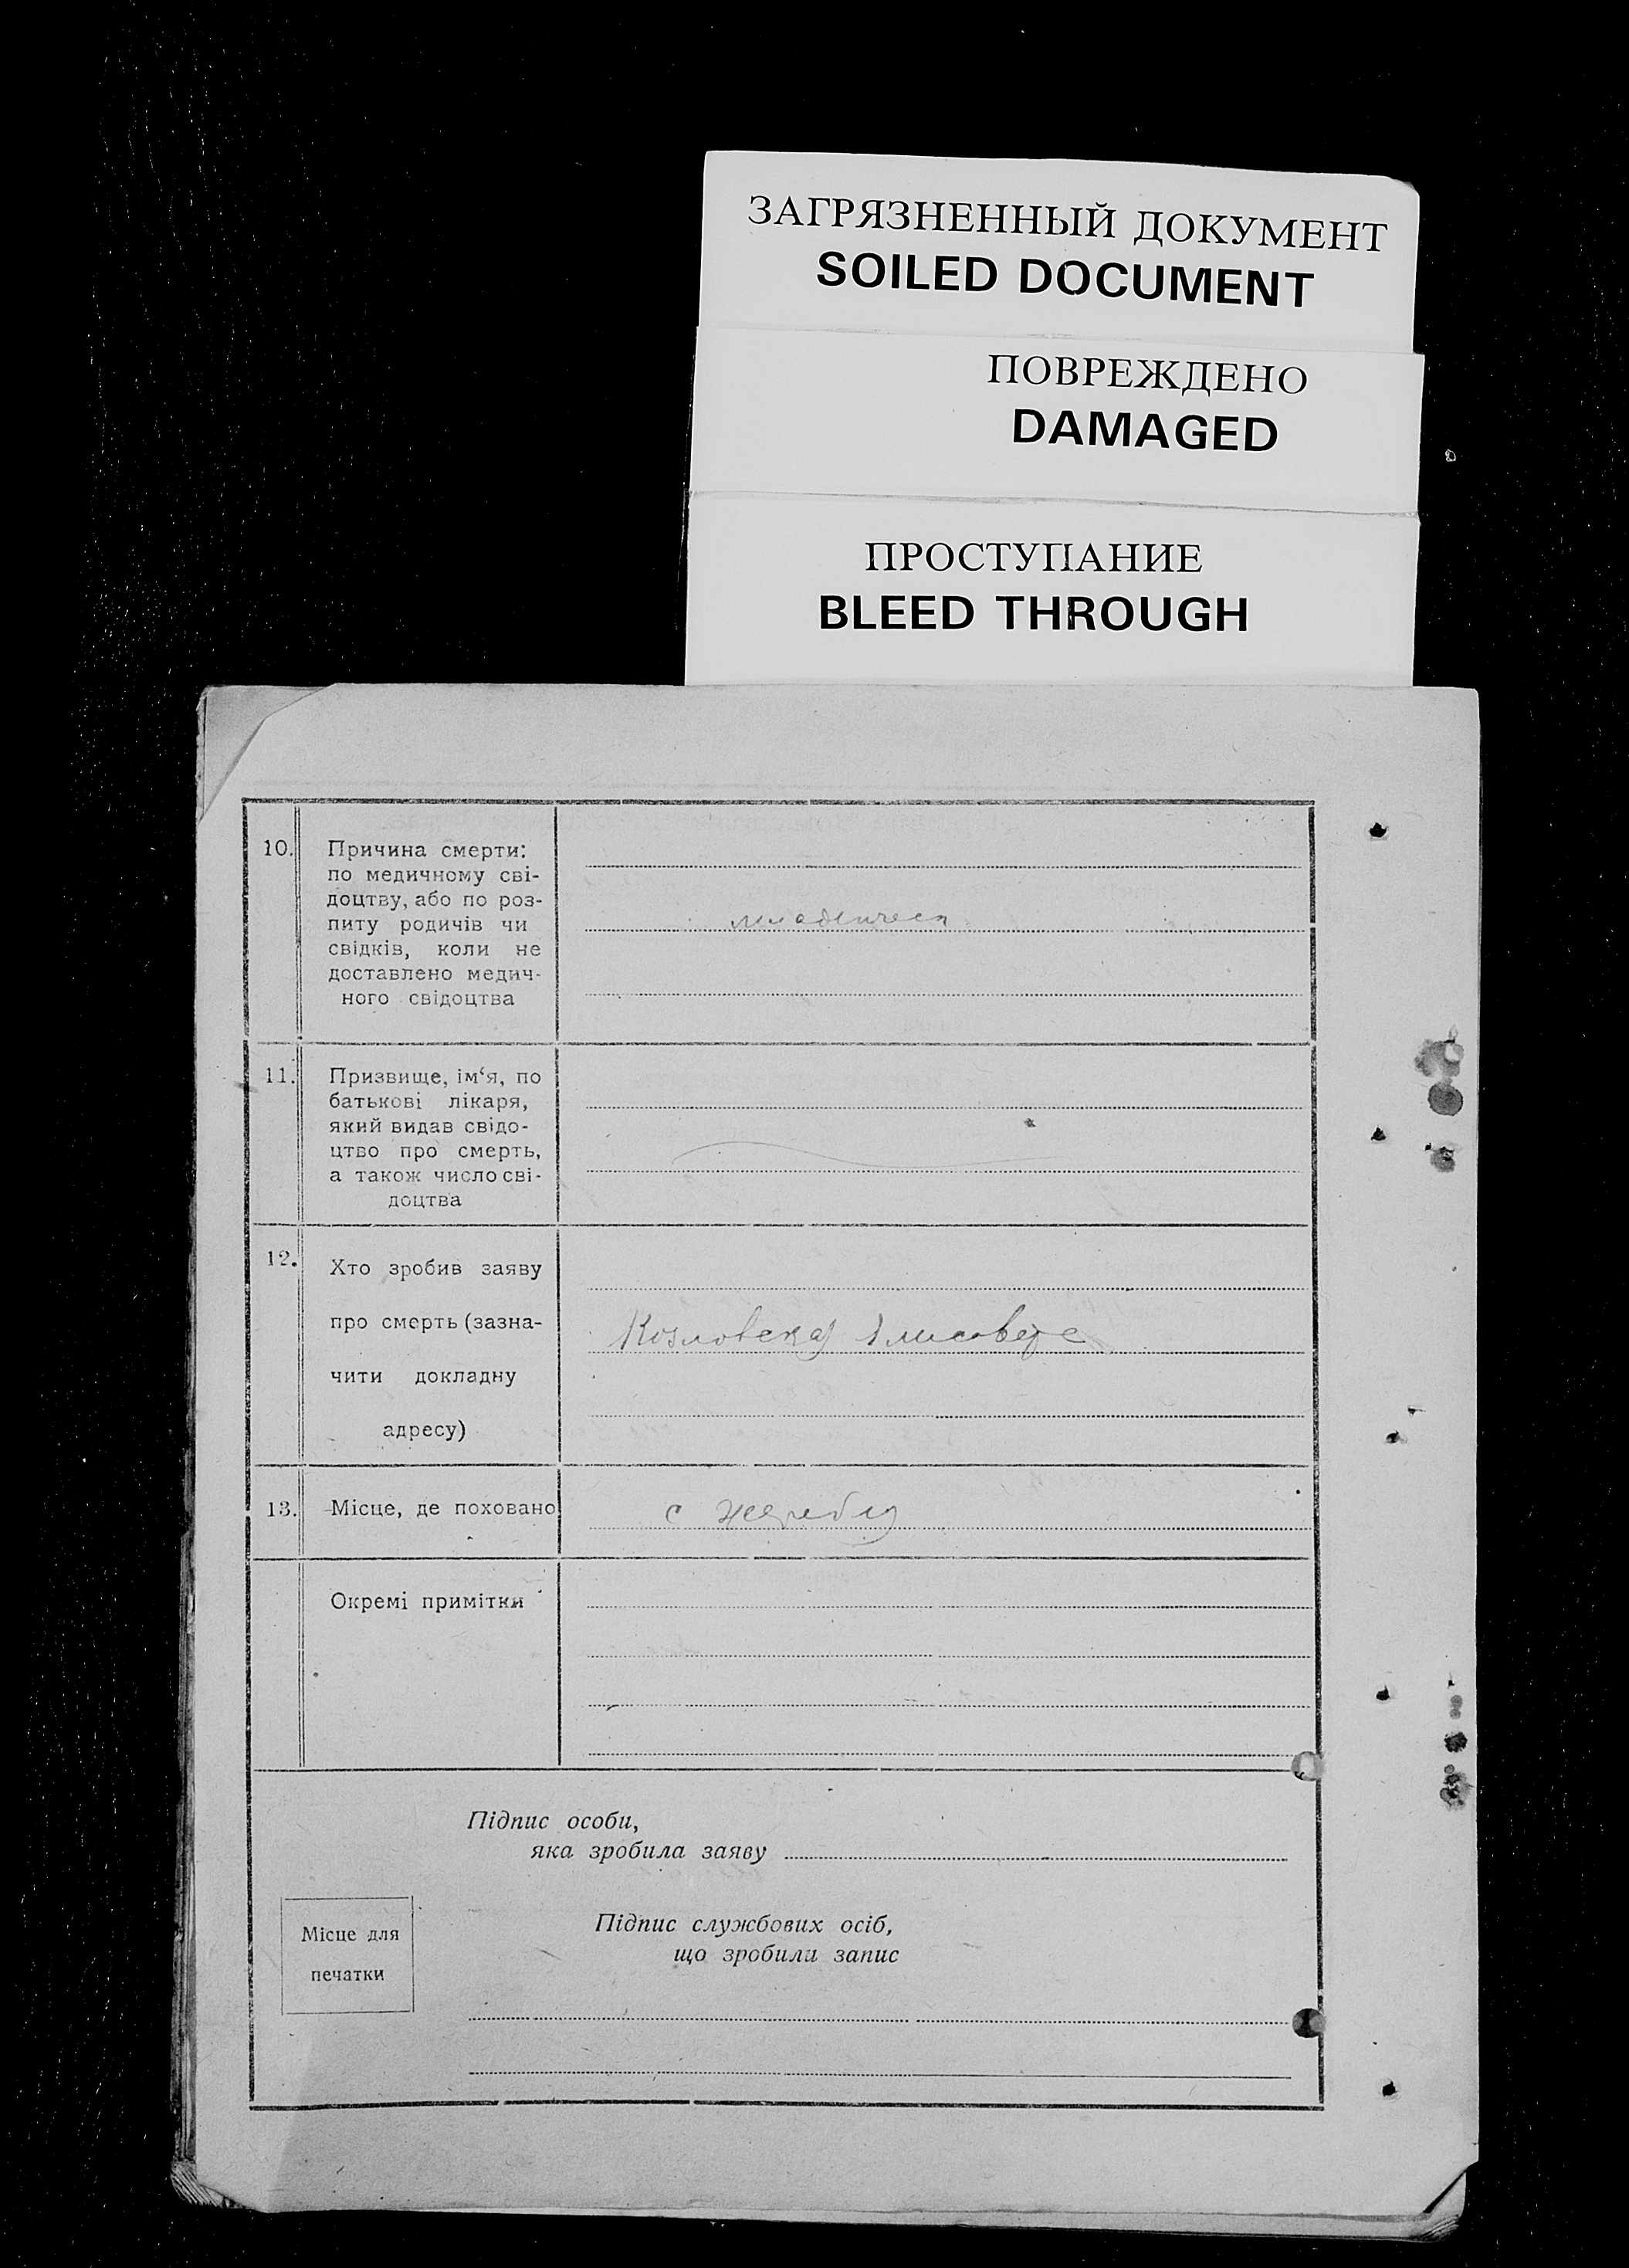 ЗАГРЯЗНЕННЫЙ ДОКУМЕНТ
SOILED DOCUMENT
ПОВРЕЖДЕНО
DAMAGED
ПРОСТУПАНИЕ
BLEED THROUGH
10.
Причина смерти:
по медичному сві-
доцтву, або по роз-
питу родичів чи
свідків, коли не
доставлено медич-
ного свідоцтва
младенческ
11.
Призвище, ім‘я, по
батькові лікаря,
який видав свідо-
цтво про смерть,
а також число сві-
доцтва
12.
Хто зробив заяву
про смерть (зазна-
чити докладну
адресу)
Козловская
13.
Місце, де поховано
с
Окремі примітки
Підпис особи,
яка зробила заяву
Місце для
печатки
Підпис службових осіб,
що зробили запис